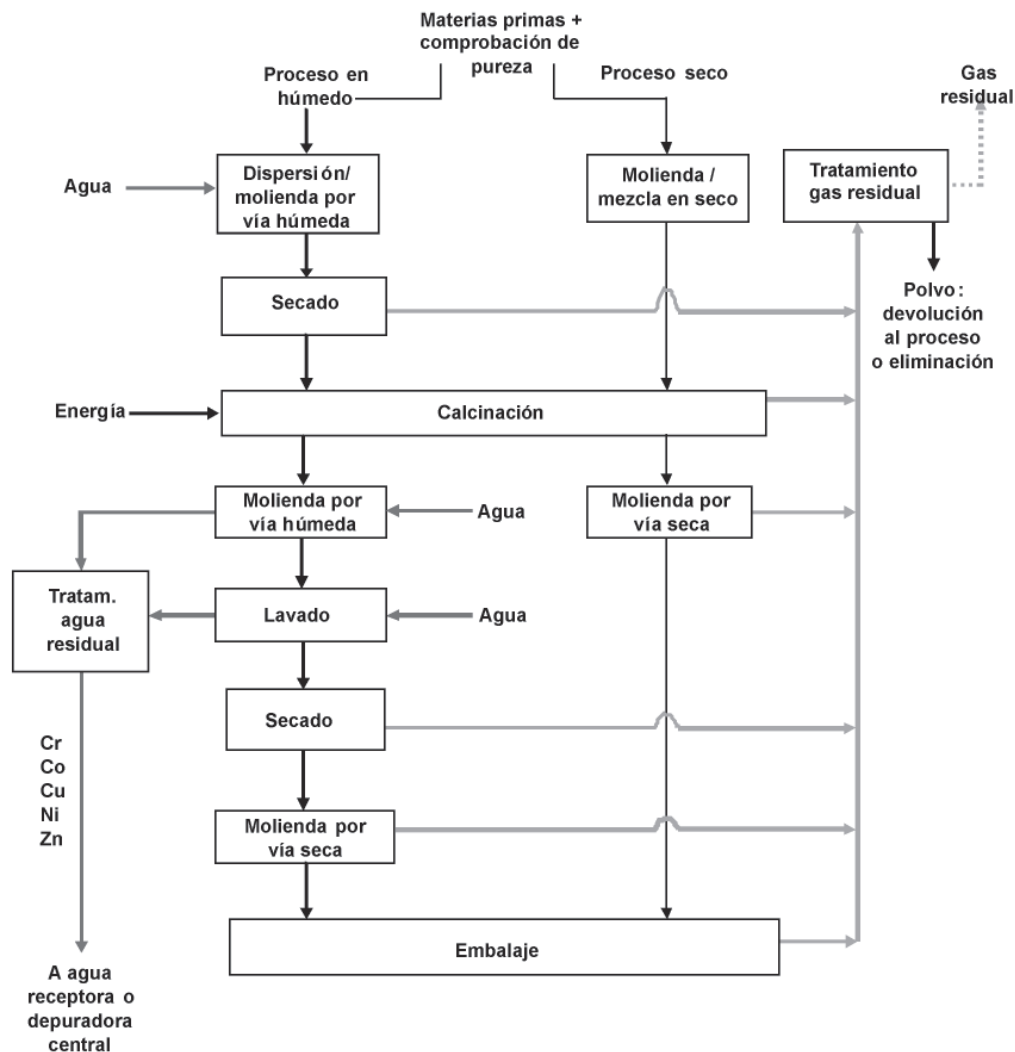 Materias primas +
comprobación de
pureza
Proceso en
húmedo
Proceso seco
Gas
residual
Agua
Dispersión/
molienda por
vía húmeda
Molienda /
mezcla en seco
Tratamiento
gas residual
Secado
Polvo:
devolución
al proceso
o eliminación
Energía
Calcinación
Molienda por
vía húmeda
Agua
Molienda por
vía seca
Tratam.
agua
residual
Lavado
Agua
Secado
Cr
Co
Cu
Ni
Zn
Molienda por
vía seca
Embalaje
A agua
receptora o
depuradora
central